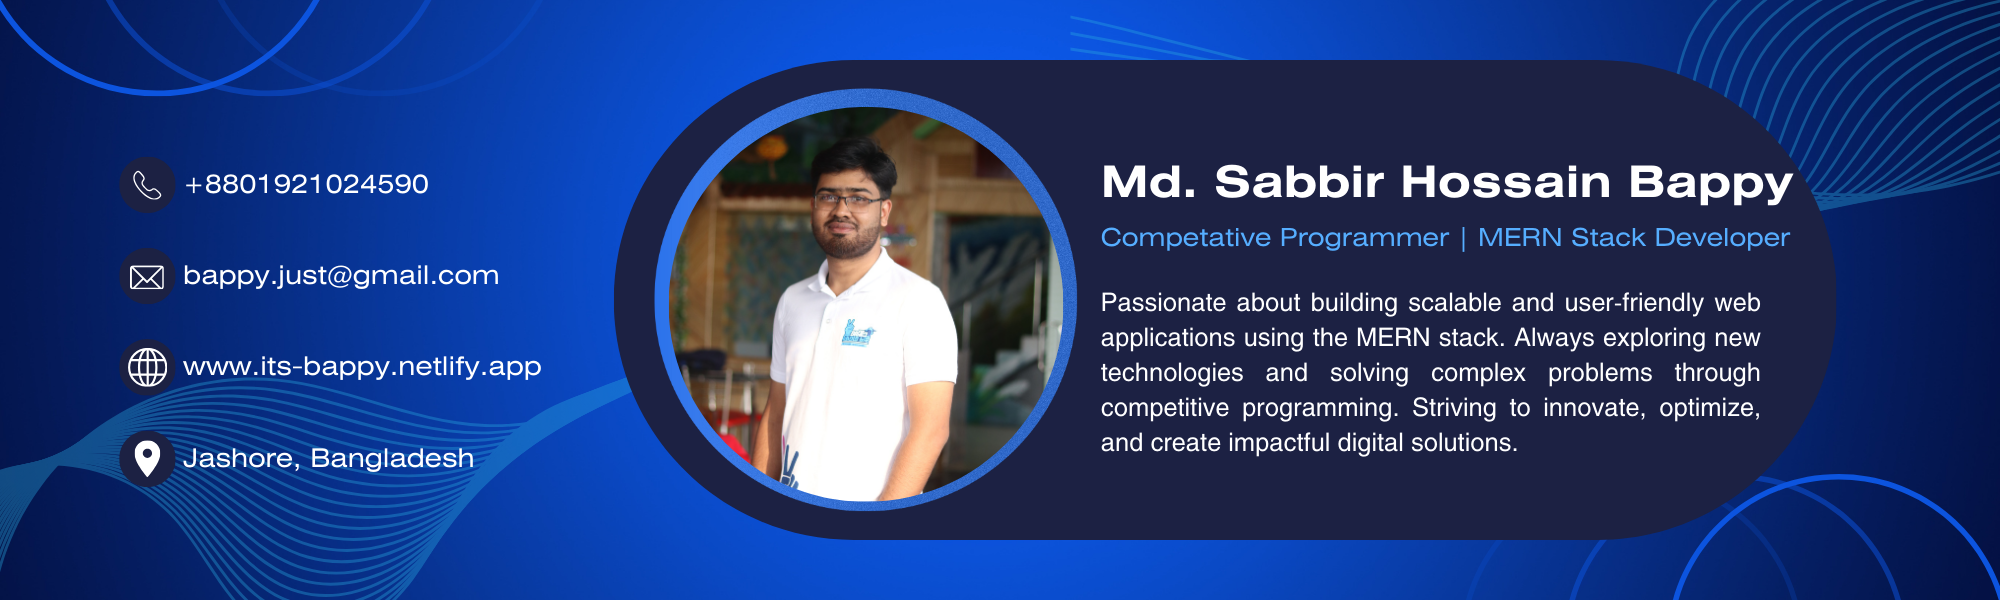 +8801921024590
bappy.just@gmail.com
www.its-bappy.netlify.app
Jashore, Bangladesh
Md. Sabbir Hossain Bappy
Competative Programmer | MERN Stack Developer
Passionate about building scalable and user-friendly web
applications using the MERN stack. Always exploring new
technologies and solving complex problems through
competitive programming. Striving to innovate, optimize,
and create impactful digital solutions.